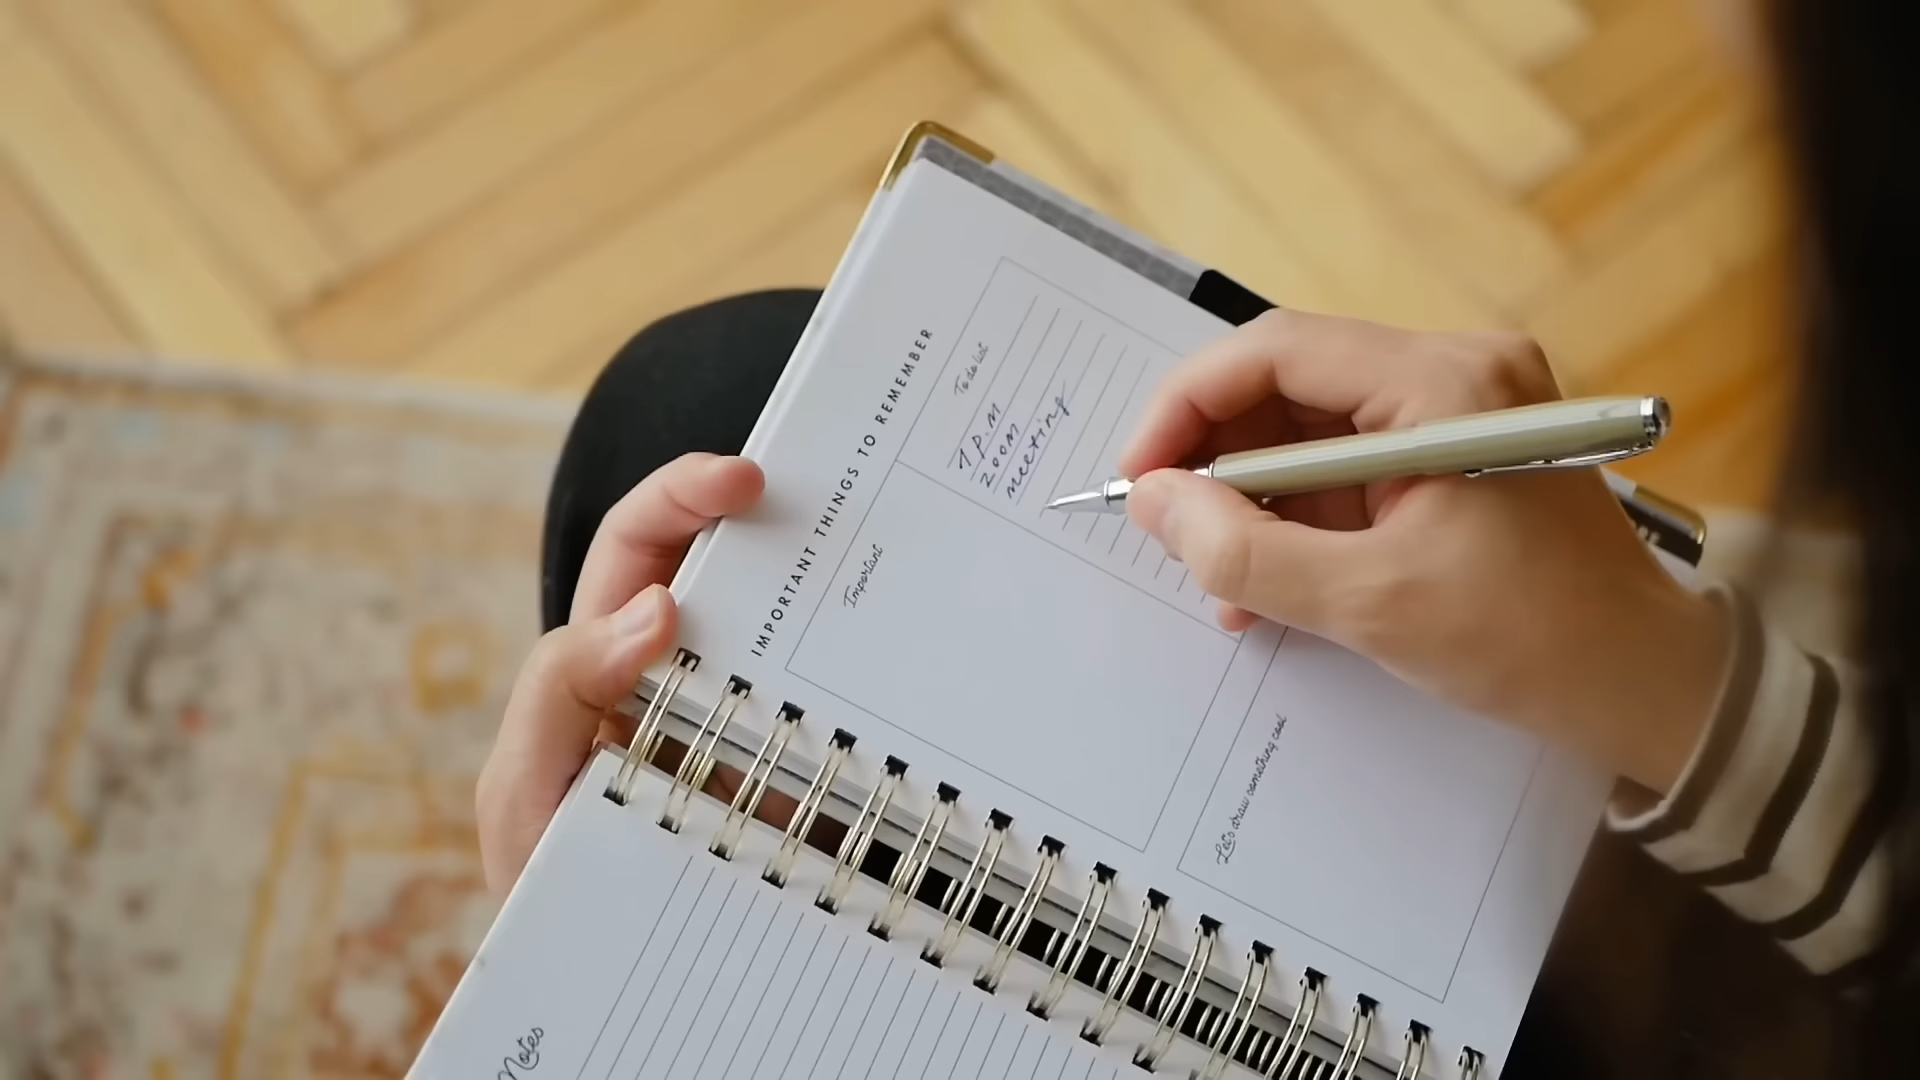 IMPORTANT THINGS TO REMEMBER
To do list
1 P.M
zoom
meeting
Important
Let's draw something cool
Notes